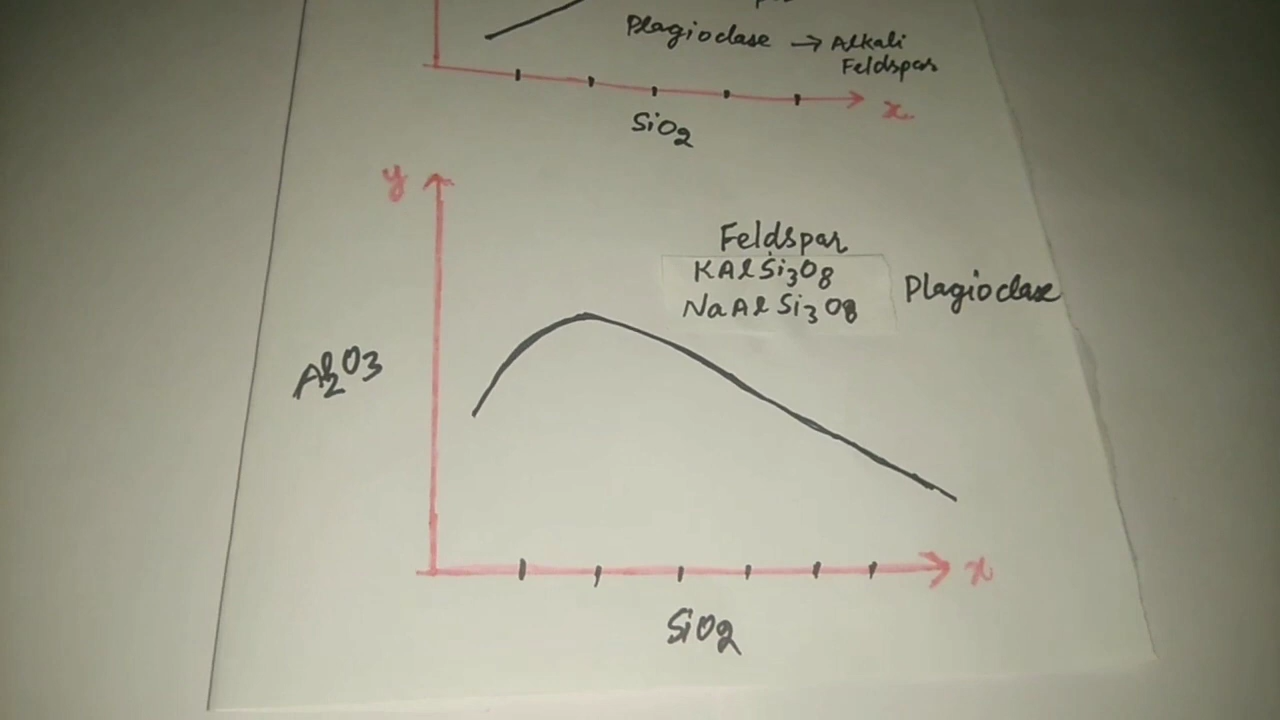 Plagioclase → Alkali
Feldspar
x
SiO2
y
Feldspar
KAlSi3O8
NaAlSi3O8
Plagioclase
Al2O3
x
SiO2